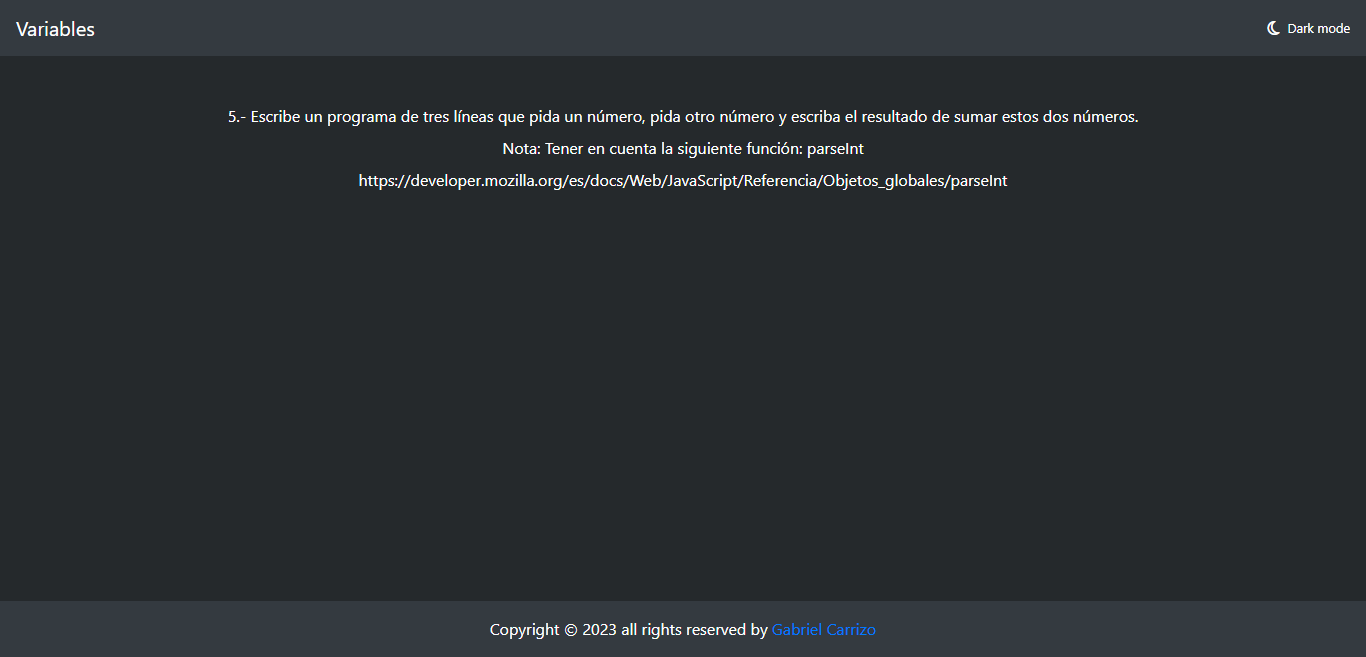 Variables
Dark mode
5.- Escribe un programa de tres líneas que pida un número, pida otro número y escriba el resultado de sumar estos dos números.
Nota: Tener en cuenta la siguiente función: parseInt
https://developer.mozilla.org/es/docs/Web/JavaScript/Referencia/Objetos_globales/parseInt
Copyright © 2023 all rights reserved by Gabriel Carrizo